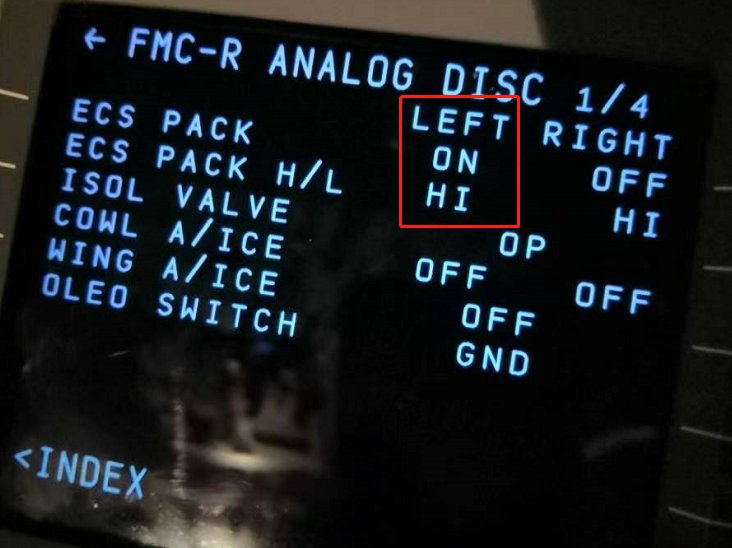 ← FMC-R ANALOG DISC 1/4
LEFT RIGHT
ECS PACK ON OFF
ECS PACK H/L HI HI
ISOL VALVE OP
COWL A/ICE OFF OFF
WING A/ICE OFF
OLEO SWITCH GND
<INDEX